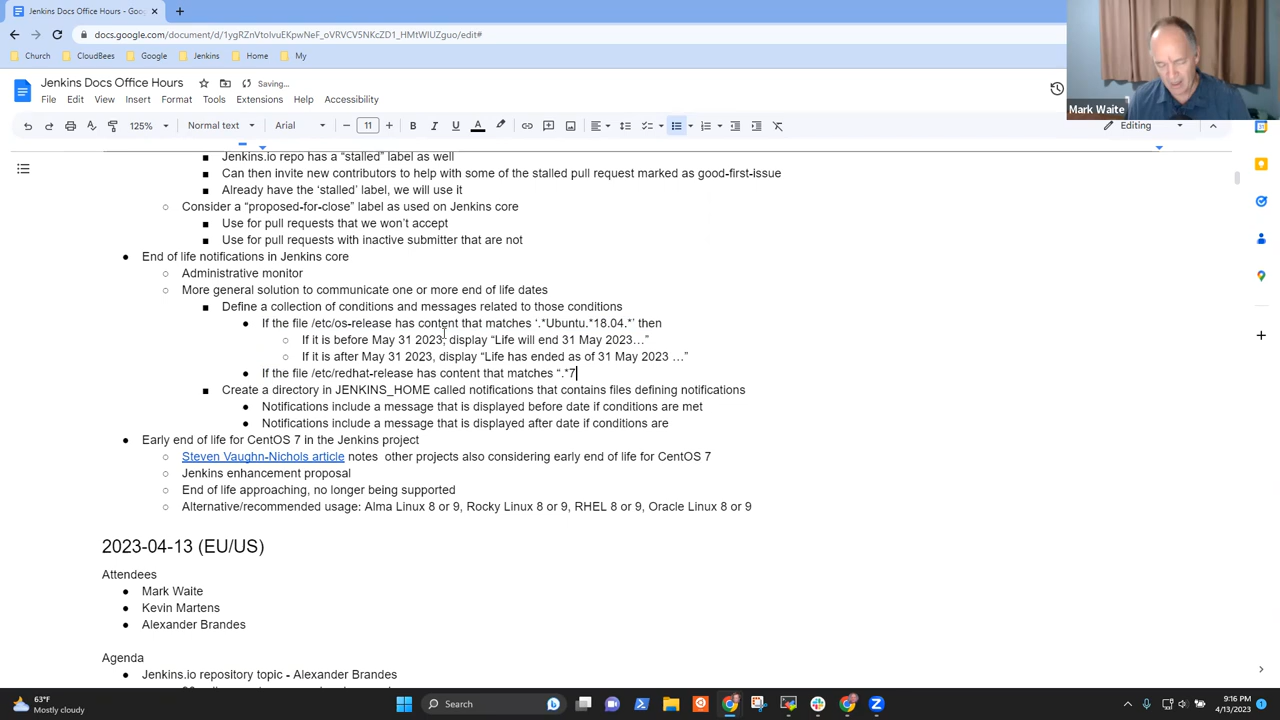 Jenkins Docs Office Hours - Goog
docs.google.com/document/d/1ygRZnVtoIvuEKpwNeF_oVRVCV5NKcZD1_HMtWIUZguo/edit#
Church CloudBees Google Jenkins Home My
Jenkins Docs Office Hours Saving…
File Edit View Insert Format Tools Extensions Help Accessibility
125% Normal text Arial 11 Editing
Mark Waite
Jenkins.io repo has a “stalled” label as well
Can then invite new contributors to help with some of the stalled pull request marked as good-first-issue
Already have the ‘stalled’ label, we will use it
Consider a “proposed-for-close” label as used on Jenkins core
Use for pull requests that we won’t accept
Use for pull requests with inactive submitter that are not
End of life notifications in Jenkins core
Administrative monitor
More general solution to communicate one or more end of life dates
Define a collection of conditions and messages related to those conditions
If the file /etc/os-release has content that matches ‘.*Ubuntu.*18.04.*’ then
If it is before May 31 2023, display “Life will end 31 May 2023…”
If it is after May 31 2023, display “Life has ended as of 31 May 2023 …”
If the file /etc/redhat-release has content that matches “.*7
Create a directory in JENKINS_HOME called notifications that contains files defining notifications
Notifications include a message that is displayed before date if conditions are met
Notifications include a message that is displayed after date if conditions are
Early end of life for CentOS 7 in the Jenkins project
Steven Vaughn-Nichols article notes other projects also considering early end of life for CentOS 7
Jenkins enhancement proposal
End of life approaching, no longer being supported
Alternative/recommended usage: Alma Linux 8 or 9, Rocky Linux 8 or 9, RHEL 8 or 9, Oracle Linux 8 or 9
2023-04-13 (EU/US)
Attendees
Mark Waite
Kevin Martens
Alexander Brandes
Agenda
Jenkins.io repository topic - Alexander Brandes
63°F
Mostly cloudy
Search
9:16 PM
4/13/2023